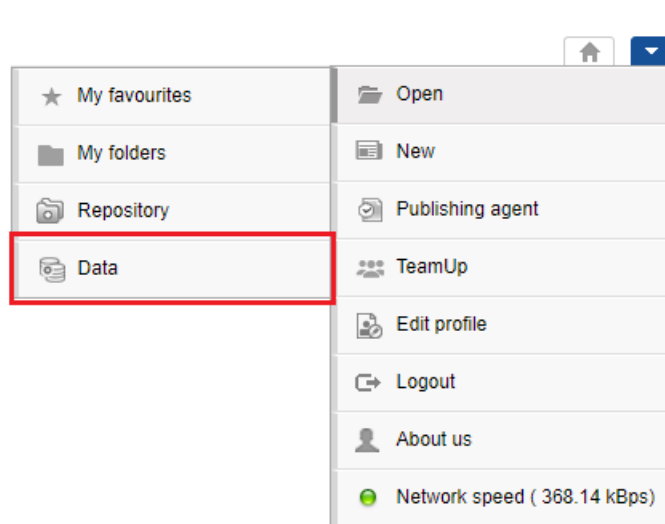 My favourites
My folders
Repository
Data
Open
New
Publishing agent
TeamUp
Edit profile
Logout
About us
Network speed ( 368.14 kBps)